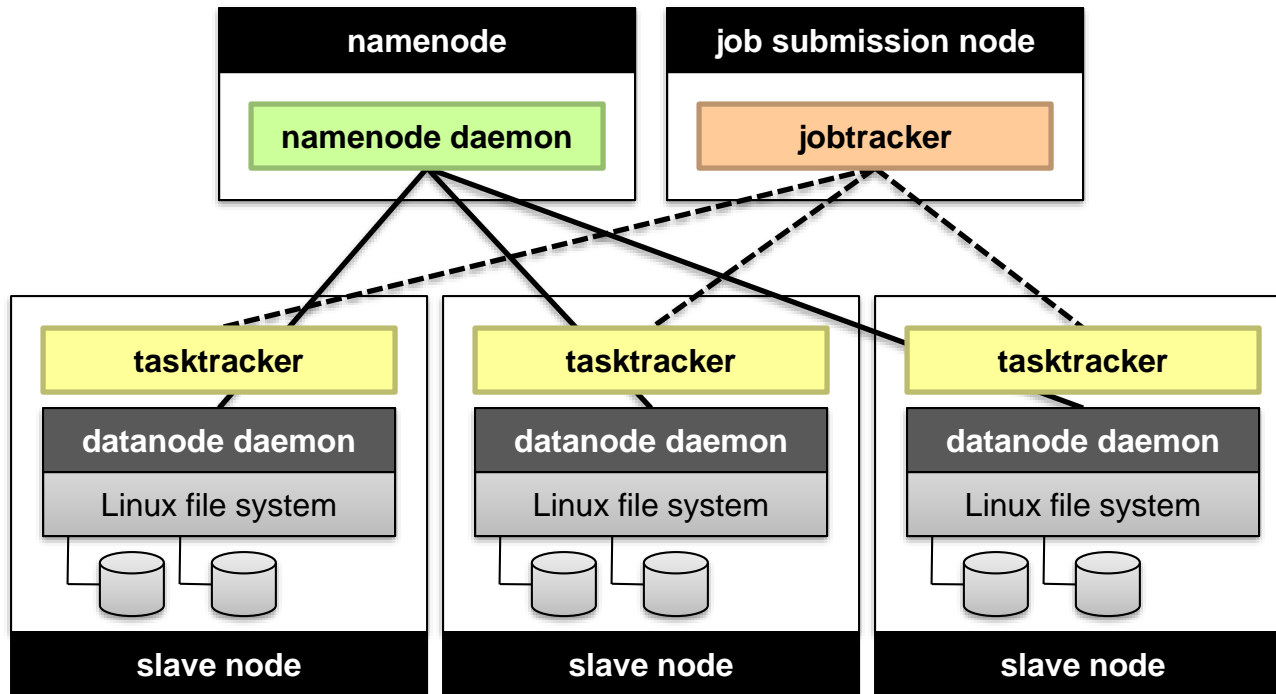 namenode
job submission node
namenode daemon
jobtracker
tasktracker
tasktracker
tasktracker
datanode daemon
datanode daemon
datanode daemon
Linux file system
Linux file system
Linux file system
slave node
slave node
slave node